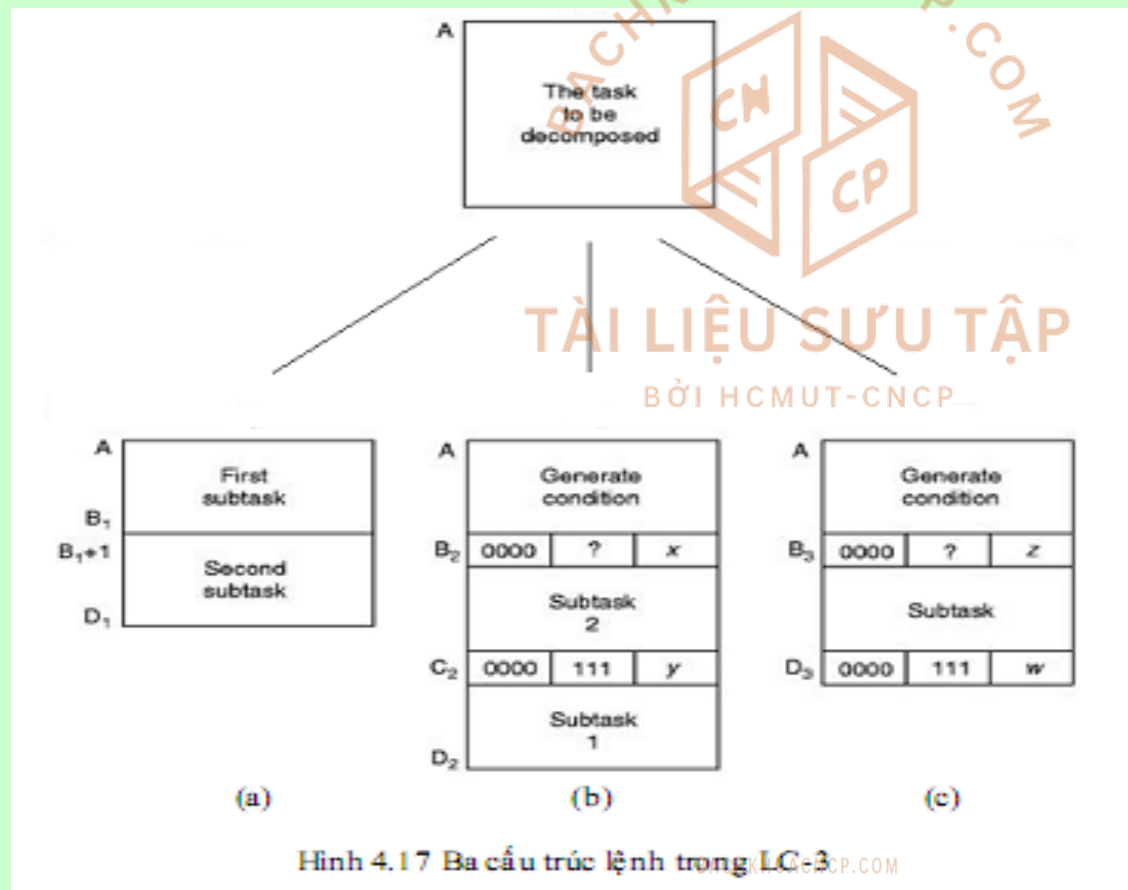 A
The task
to be
decomposed
CN
CP
TÀI LIỆU SƯU TẬP
BỞI HCMUT-CNCP
A
First
subtask
B₁
B₁+1
Second
subtask
D₁
(a)
A
Generate
condition
B₂ 0000 ? x
Subtask
2
C₂ 0000 111 y
Subtask
1
D₂
(b)
A
Generate
condition
B₃ 0000 ? z
Subtask
D₃ 0000 111 w
(c)
Hình 4.17 Ba cấu trúc lệnh trong LC-3